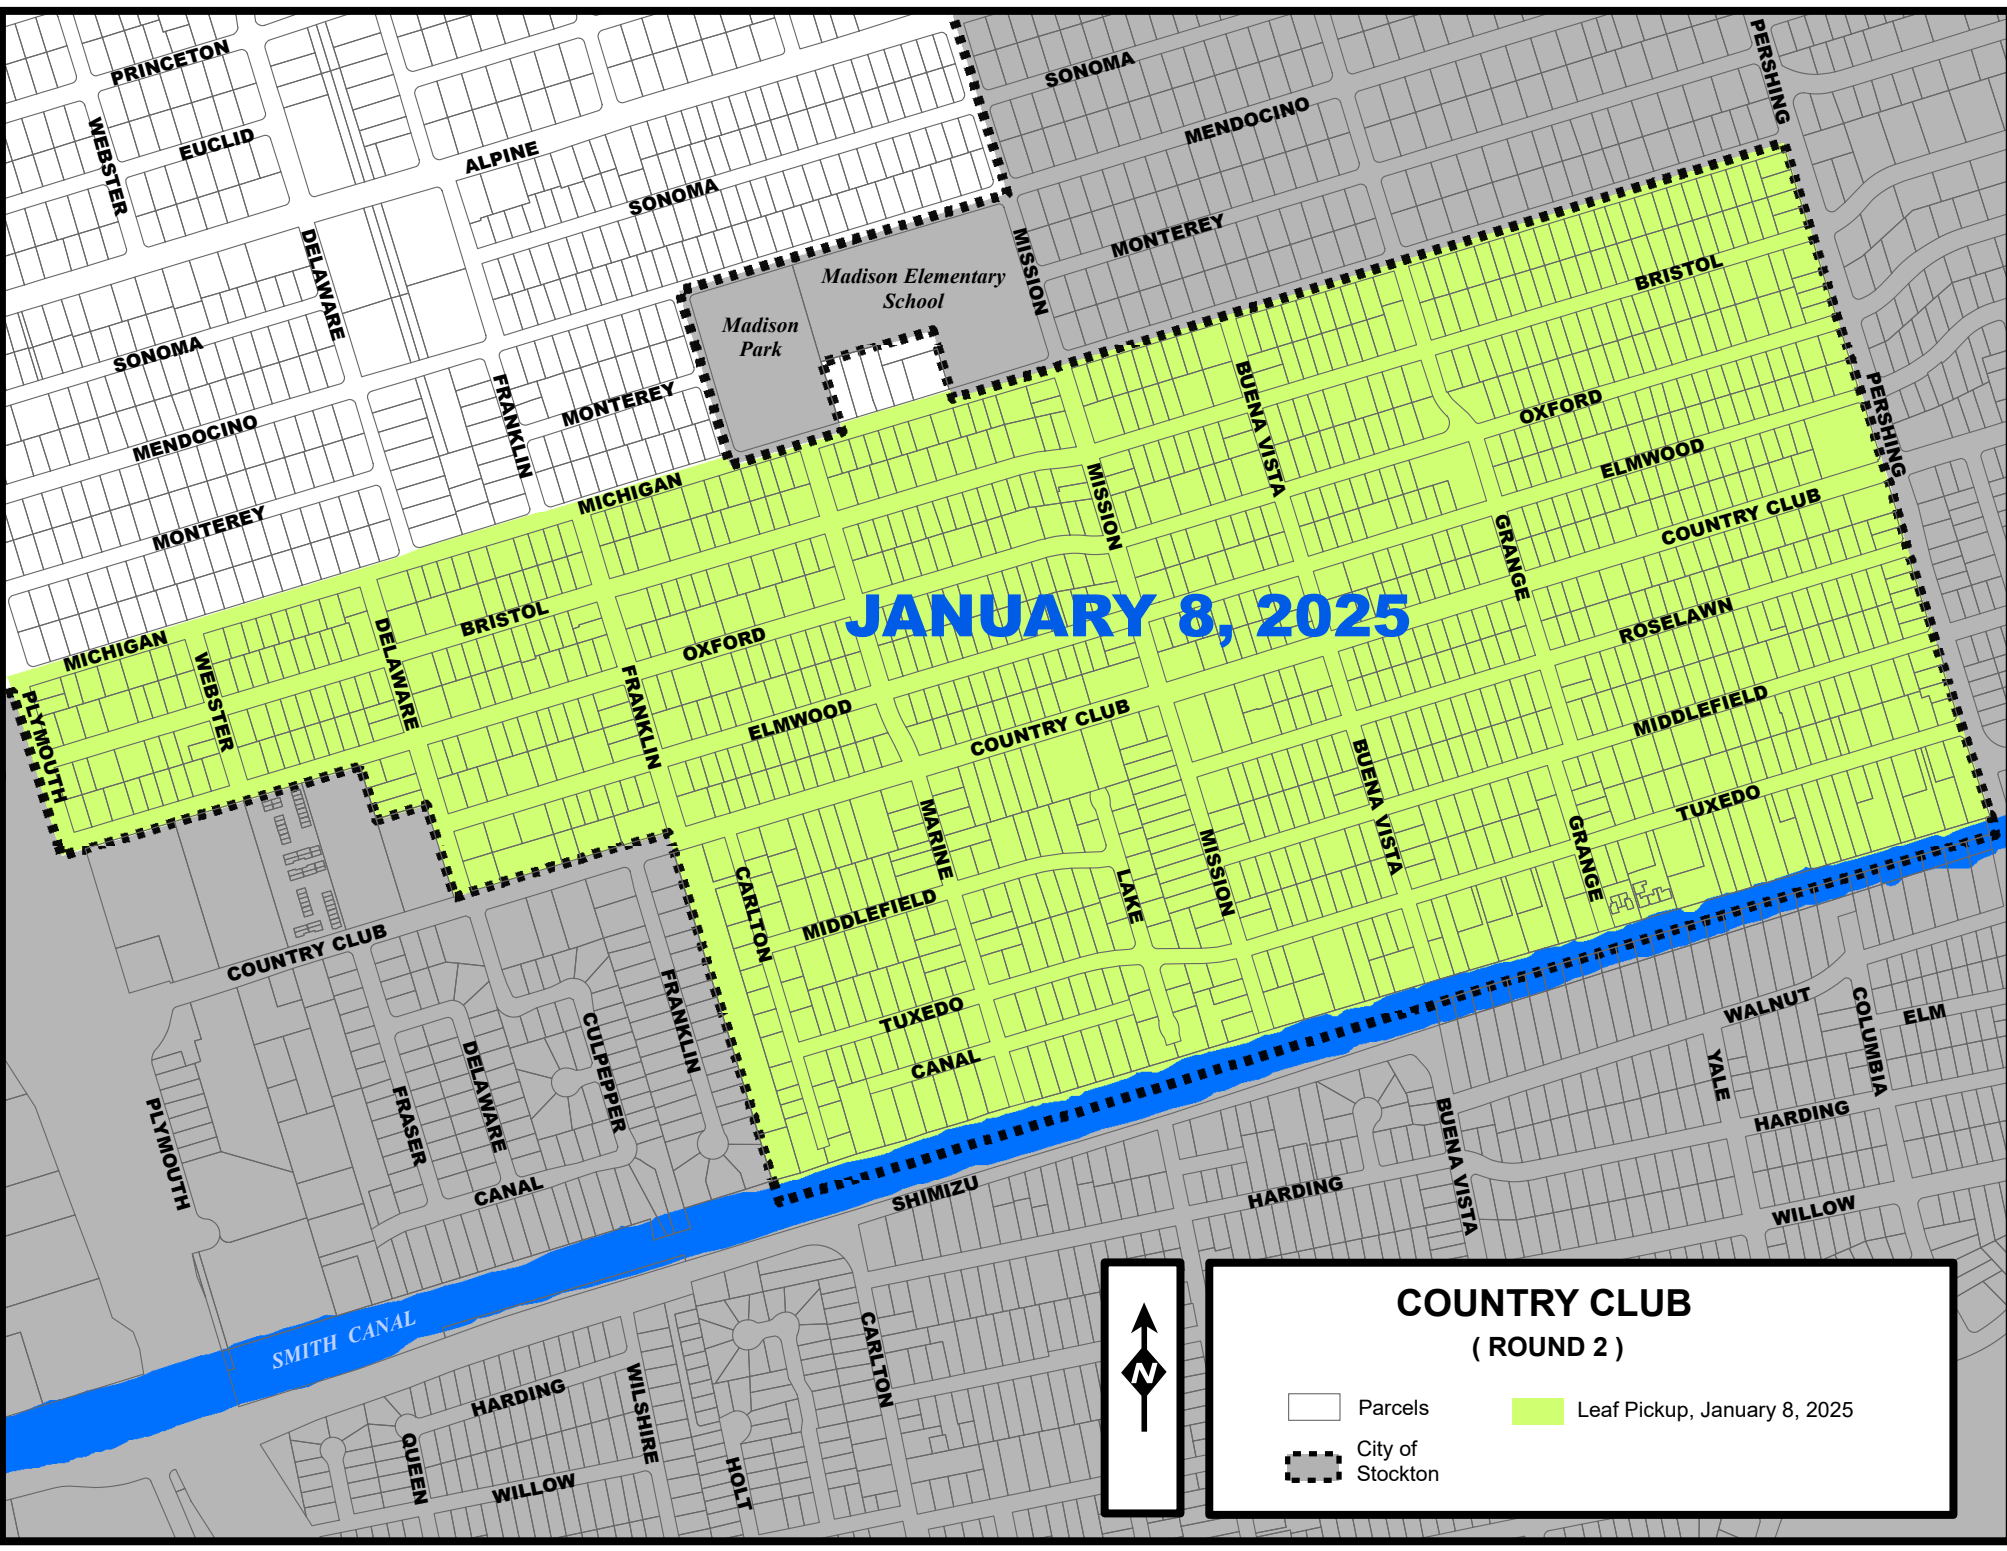 PRINCETON
SONOMA
PERSHING
MENDOCINO
WEBSTER
EUCLID
ALPINE
SONOMA
MONTEREY
DELAWARE
MISSION
Madison Elementary
School
Madison
Park
BRISTOL
SONOMA
FRANKLIN
MONTEREY
BUENA VISTA
OXFORD
PERSHING
MENDOCINO
ELMWOOD
MICHIGAN
MISSION
COUNTRY CLUB
MONTEREY
GRANGE
JANUARY 8, 2025
BRISTOL
ROSELAWN
MICHIGAN
DELAWARE
OXFORD
WEBSTER
FRANKLIN
PLYMOUTH
ELMWOOD
COUNTRY CLUB
MIDDLEFIELD
BUENA VISTA
TUXEDO
MARINE
MISSION
GRANGE
CARLTON
LAKE
MIDDLEFIELD
COUNTRY CLUB
FRANKLIN
TUXEDO
WALNUT
COLUMBIA
ELM
CULPEPPER
DELAWARE
CANAL
YALE
FRASER
PLYMOUTH
BUENA VISTA
HARDING
CANAL
SHIMIZU
HARDING
WILLOW
SMITH CANAL
CARLTON
HARDING
WILSHIRE
QUEEN
WILLOW
HOLT
N
COUNTRY CLUB
( ROUND 2 )
Parcels
Leaf Pickup, January 8, 2025
City of
Stockton